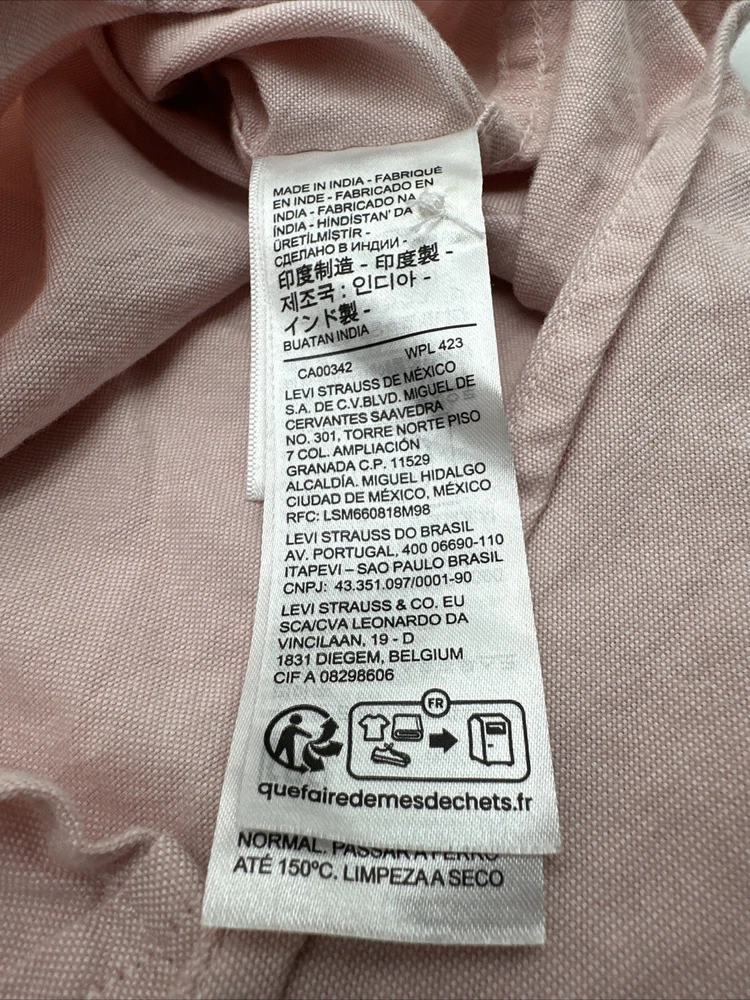 MADE IN INDIA - FABRIQUÉ
EN INDE - FABRICADO EN
INDIA - FABRICADO NA
ÍNDIA - HİNDİSTAN' DA
ÜRETİLMİŞTİR -
СДЕЛАНО В ИНДИИ -
印度制造 - 印度製 -
제조국 : 인디아 -
インド製 -
BUATAN INDIA
CA00342 WPL 423
LEVI STRAUSS DE MÉXICO
S.A. DE C.V.BLVD. MIGUEL DE
CERVANTES SAAVEDRA
NO. 301, TORRE NORTE PISO
7 COL. AMPLIACIÓN
GRANADA C.P. 11529
ALCALDÍA. MIGUEL HIDALGO
CIUDAD DE MÉXICO, MÉXICO
RFC: LSM660818M98
LEVI STRAUSS DO BRASIL
AV. PORTUGAL, 400 06690-110
ITAPEVI – SAO PAULO BRASIL
CNPJ: 43.351.097/0001-90
LEVI STRAUSS & CO. EU
SCA/CVA LEONARDO DA
VINCILAAN, 19 - D
1831 DIEGEM, BELGIUM
CIF A 08298606
FR
quefairedemesdechets.fr
NORMAL. PASSAR A FERRO
ATÉ 150ºC. LIMPEZA A SECO